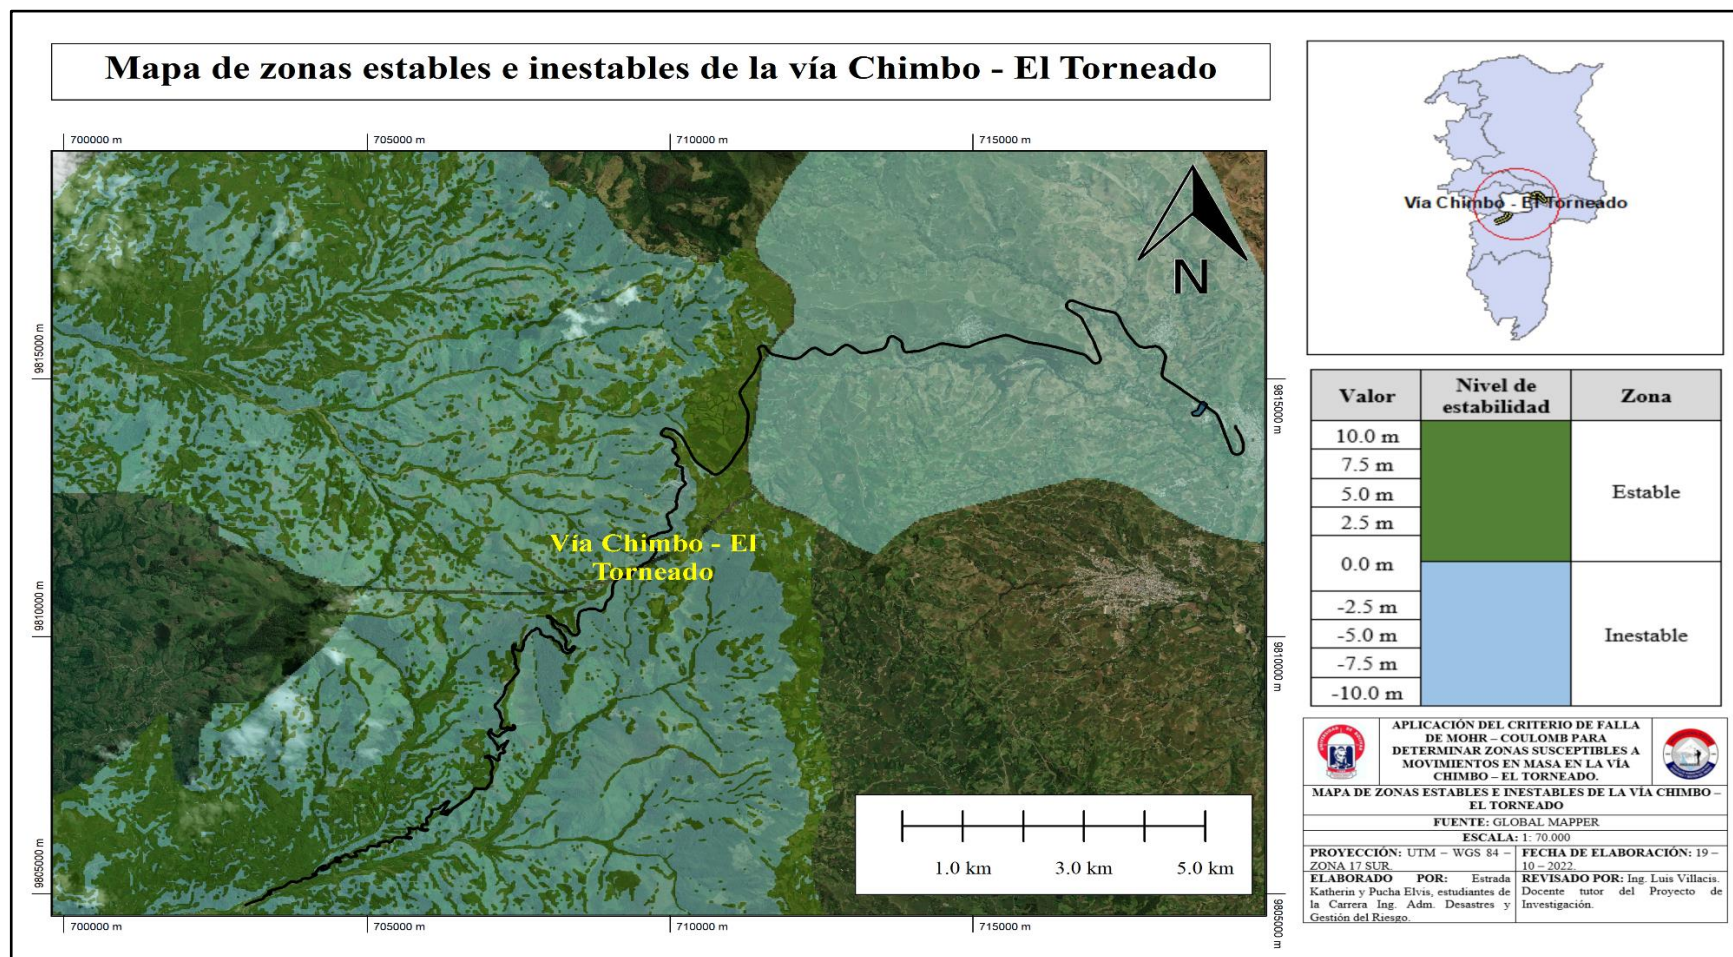 Mapa de zonas estables e inestables de la vía Chimbo - El Torneado
700000 m
705000 m
710000 m
715000 m
9815000 m
9810000 m
9805000 m
9815000 m
9810000 m
9805000 m
N
Vía Chimbo - El
Torneado
1.0 km 3.0 km 5.0 km
700000 m
705000 m
710000 m
715000 m
Vía Chimbo - El Torneado
Valor
Nivel de
estabilidad
Zona
10.0 m
7.5 m
5.0 m
2.5 m
0.0 m
-2.5 m
-5.0 m
-7.5 m
-10.0 m
Estable
Inestable
APLICACIÓN DEL CRITERIO DE FALLA
DE MOHR – COULOMB PARA
DETERMINAR ZONAS SUSCEPTIBLES A
MOVIMIENTOS EN MASA EN LA VÍA
CHIMBO – EL TORNEADO.
MAPA DE ZONAS ESTABLES E INESTABLES DE LA VÍA CHIMBO –
EL TORNEADO
FUENTE: GLOBAL MAPPER
ESCALA: 1: 70.000
PROYECCIÓN: UTM – WGS 84 –
ZONA 17 SUR.
FECHA DE ELABORACIÓN: 19 –
10 – 2022.
ELABORADO POR: Estrada
Katherin y Pucha Elvis, estudiantes de
la Carrera Ing. Adm. Desastres y
Gestión del Riesgo.
REVISADO POR: Ing. Luis Villacis.
Docente tutor del Proyecto de
Investigación.